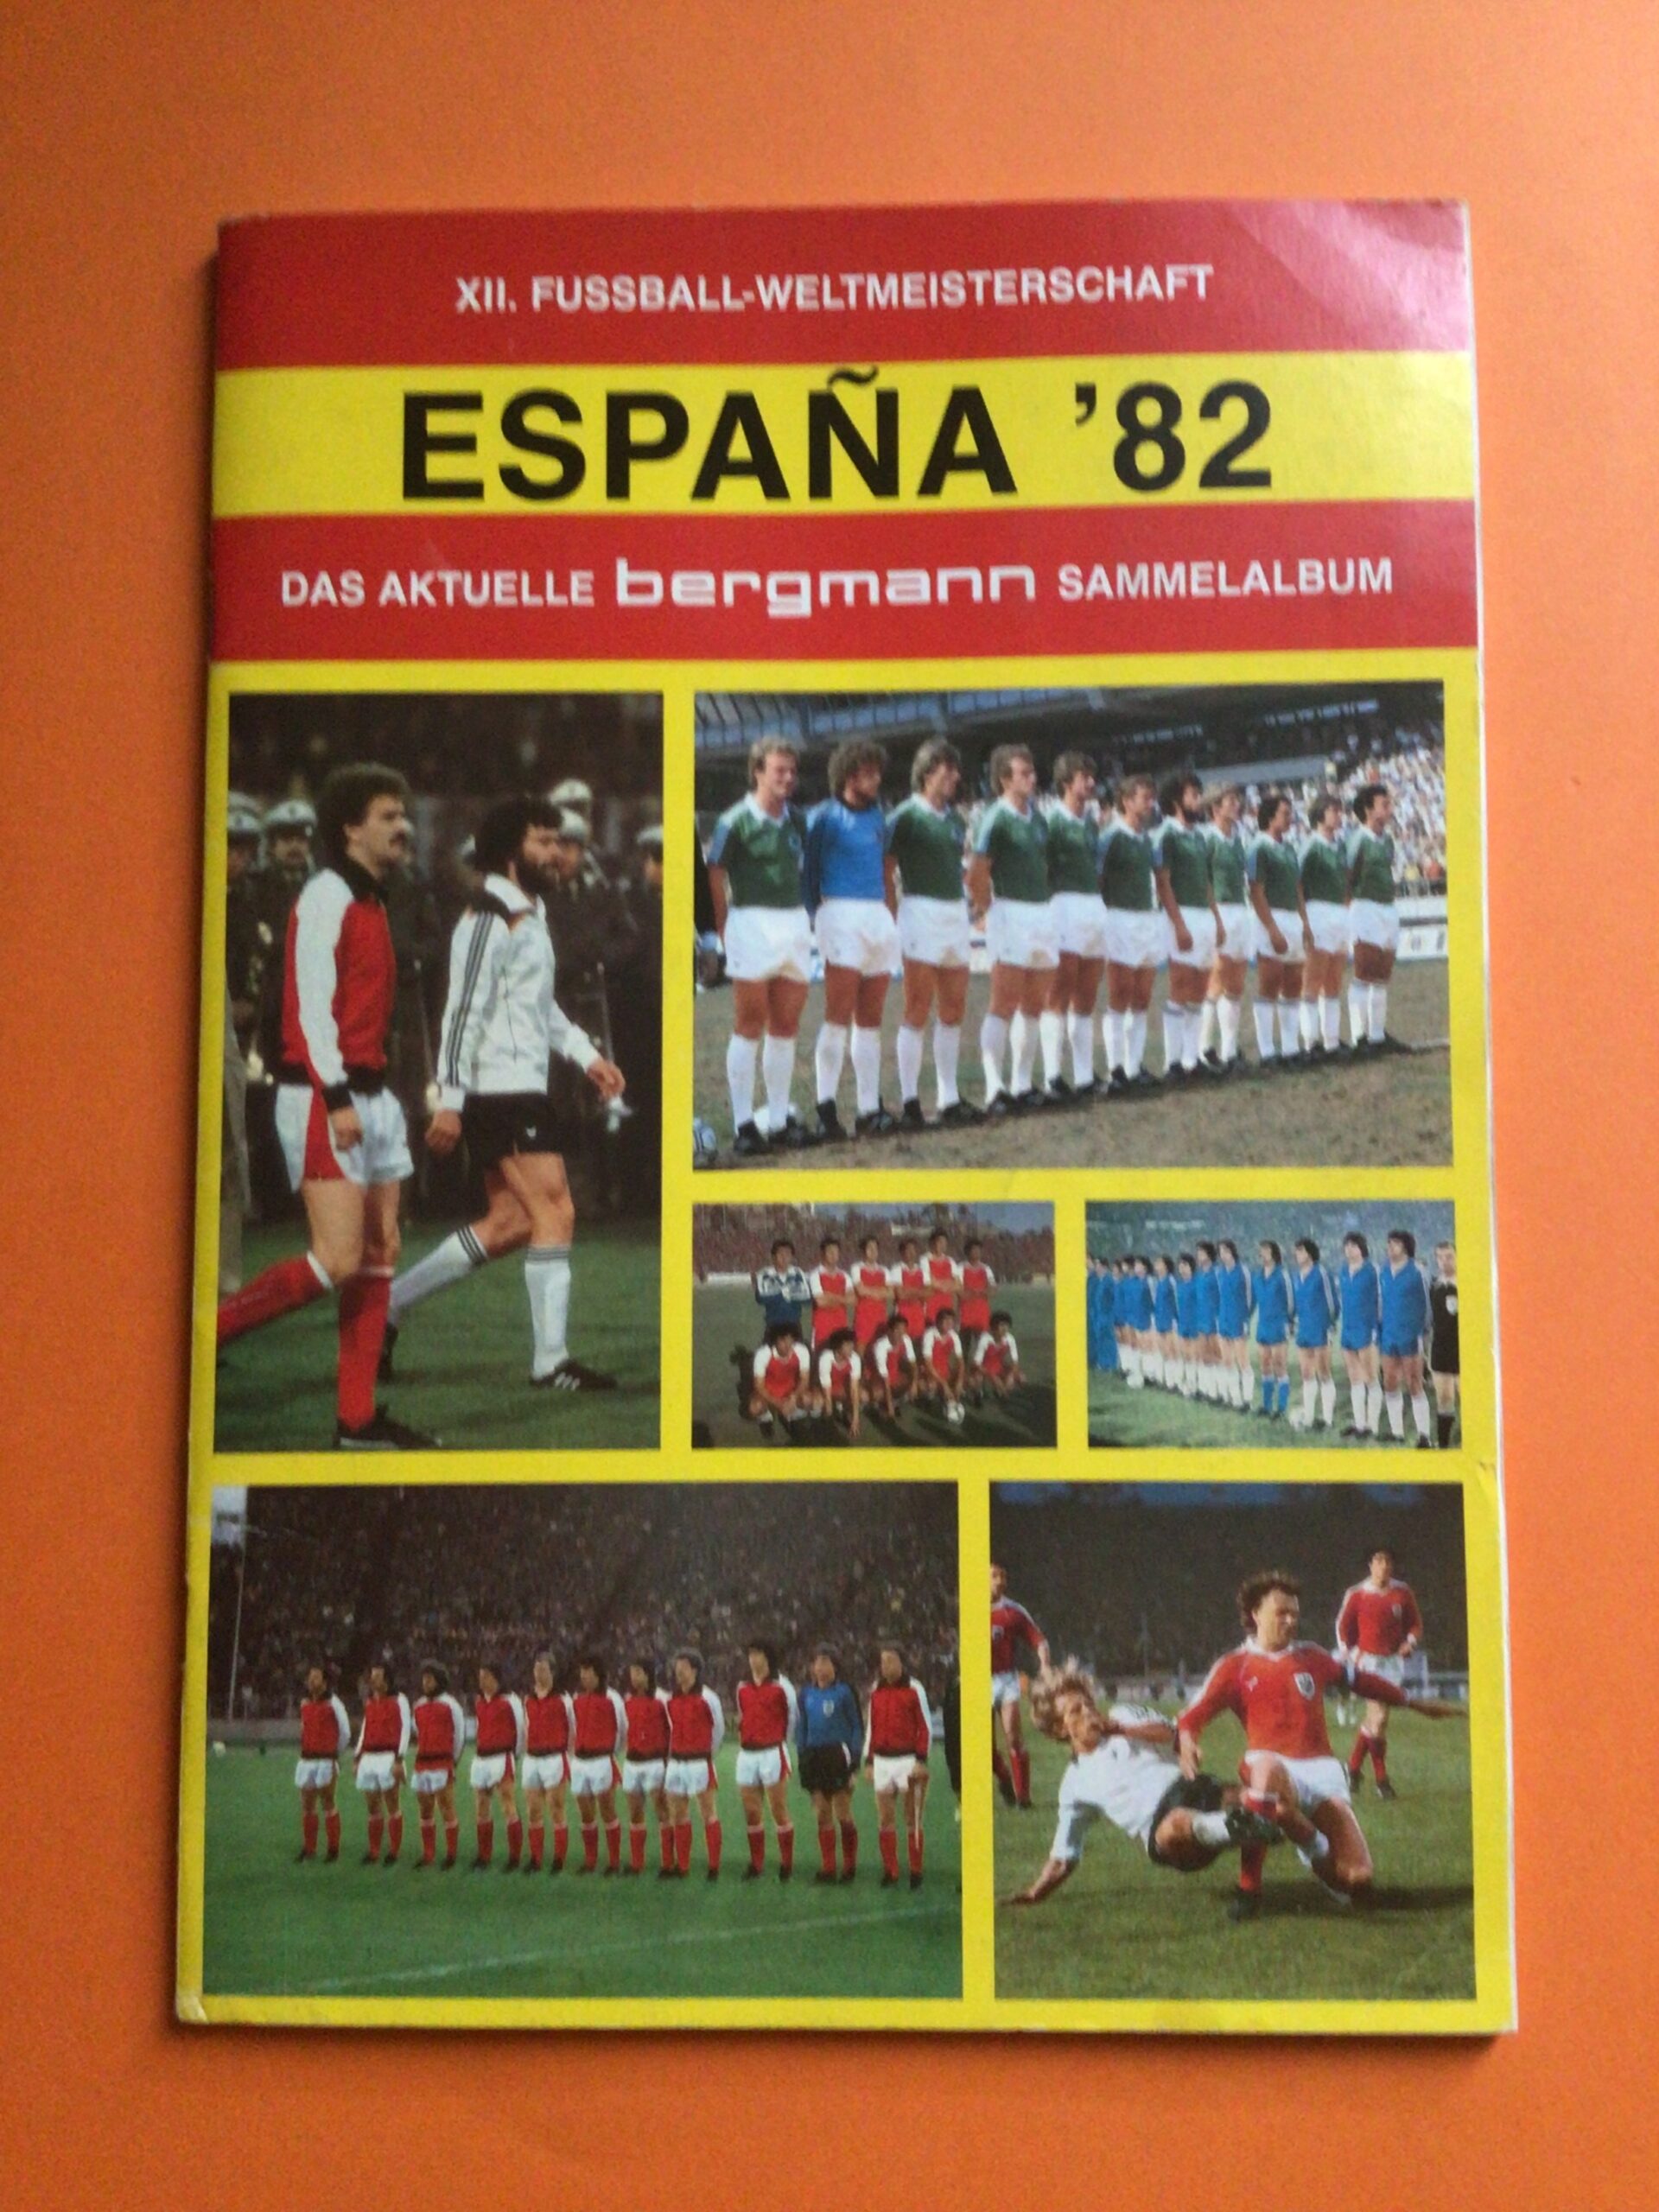 XII. FUSSBALL-WELTMEISTERSCHAFT
ESPAÑA '82
DAS AKTUELLE bergmann SAMMELALBUM